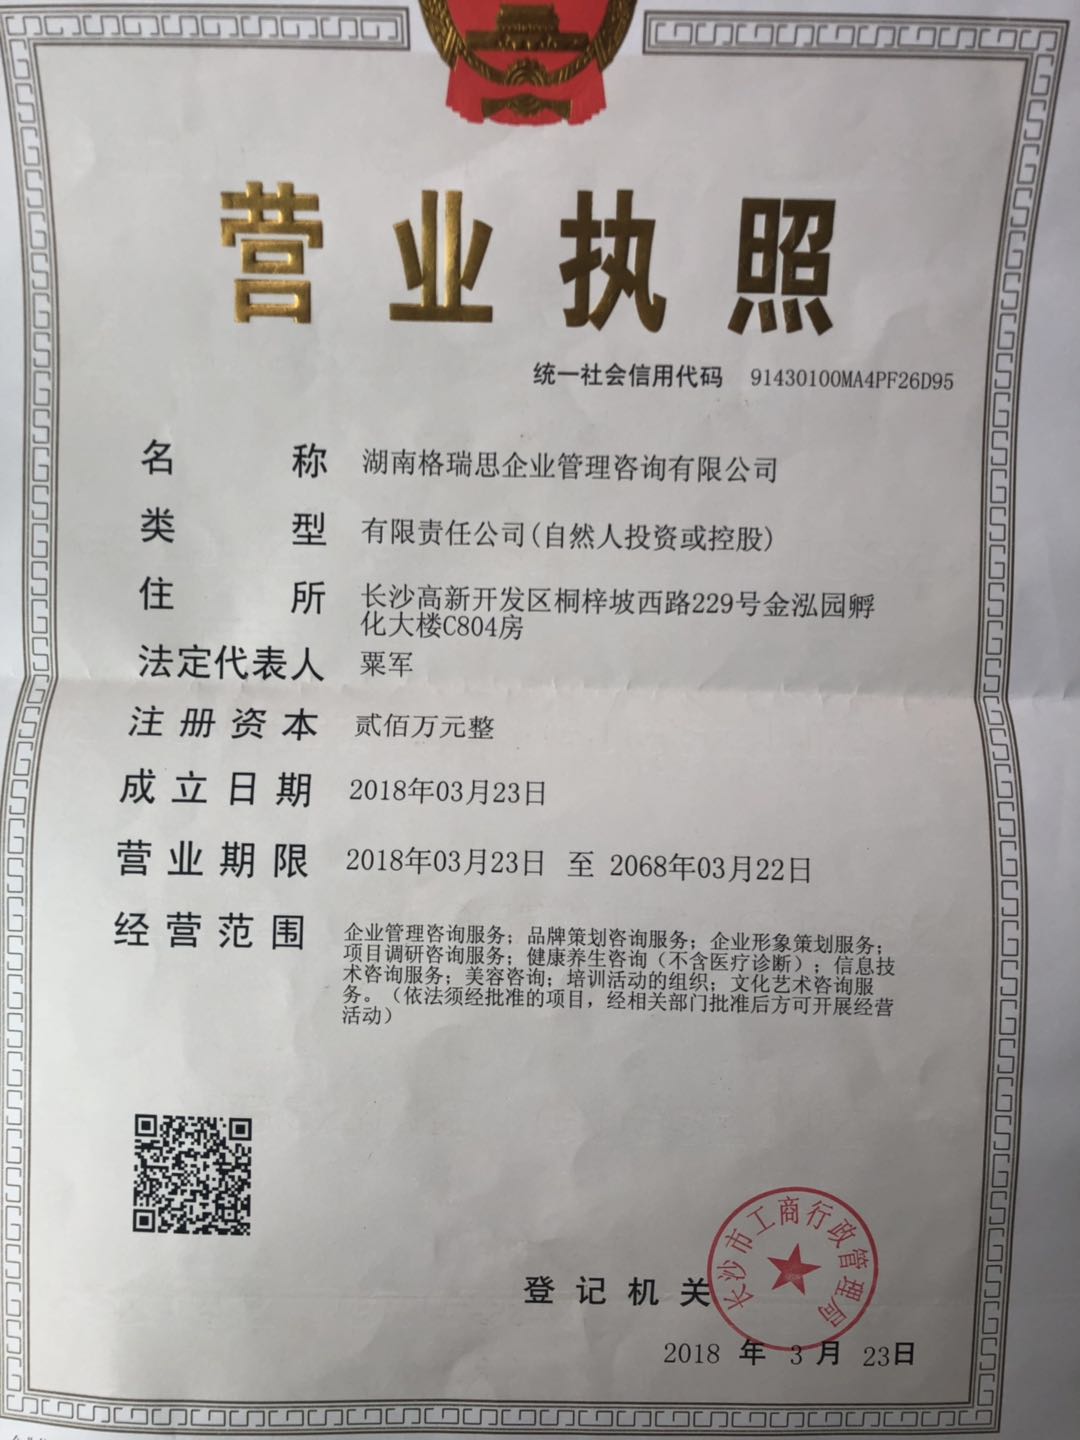 营业执照
统一社会信用代码 91430100MA4PF26D95
名称 湖南格瑞思企业管理咨询有限公司
类型 有限责任公司(自然人投资或控股)
住所 长沙高新开发区桐梓坡西路229号金泓园孵
化大楼C804房
法定代表人 粟军
注册资本 贰佰万元整
成立日期 2018年03月23日
营业期限 2018年03月23日 至 2068年03月22日
经营范围 企业管理咨询服务；品牌策划咨询服务；企业形象策划服务；
项目调研咨询服务；健康养生咨询（不含医疗诊断）；信息技
术咨询服务；美容咨询；培训活动的组织；文化艺术咨询服
务。（依法须经批准的项目，经相关部门批准后方可开展经营
活动）
长沙市工商行政管理局
登记机关
2018 年 3 月 23日